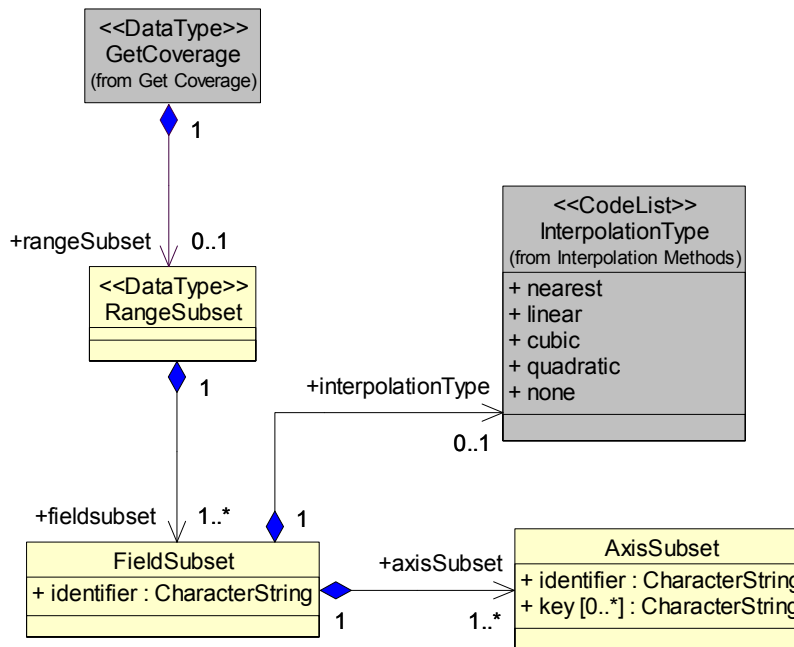 <<DataType>>
GetCoverage
(from Get Coverage)
1
+rangeSubset
0..1
<<DataType>>
RangeSubset
1
+fieldsubset
1..*
<<CodeList>>
InterpolationType
(from Interpolation Methods)
+ nearest
+ linear
+ cubic
+ quadratic
+ none
+interpolationType
0..1
1
FieldSubset
+ identifier : CharacterString
1
+axisSubset
1..*
AxisSubset
+ identifier : CharacterString
+ key [0..*] : CharacterString